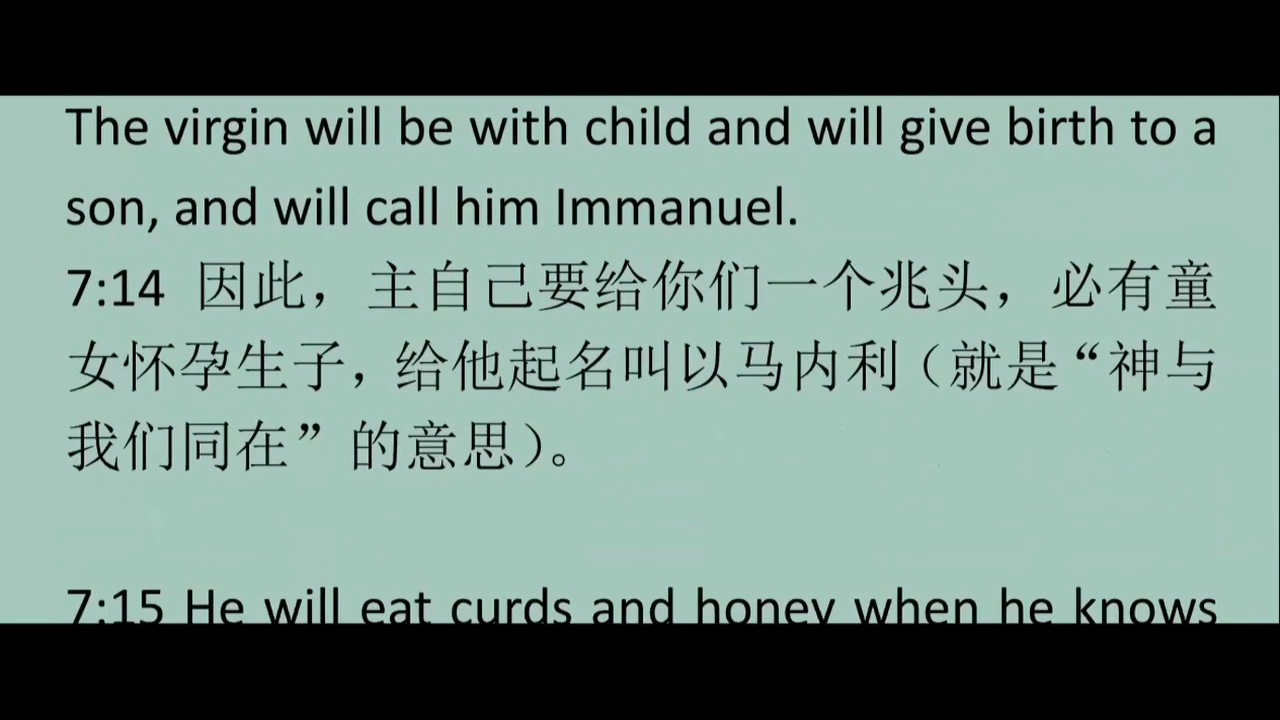 The virgin will be with child and will give birth to a
son, and will call him Immanuel.
7:14 因此，主自己要给你们一个兆头，必有童
女怀孕生子，给他起名叫以马内利（就是“神与
我们同在”的意思）。
7:15 He will eat curds and honey when he knows